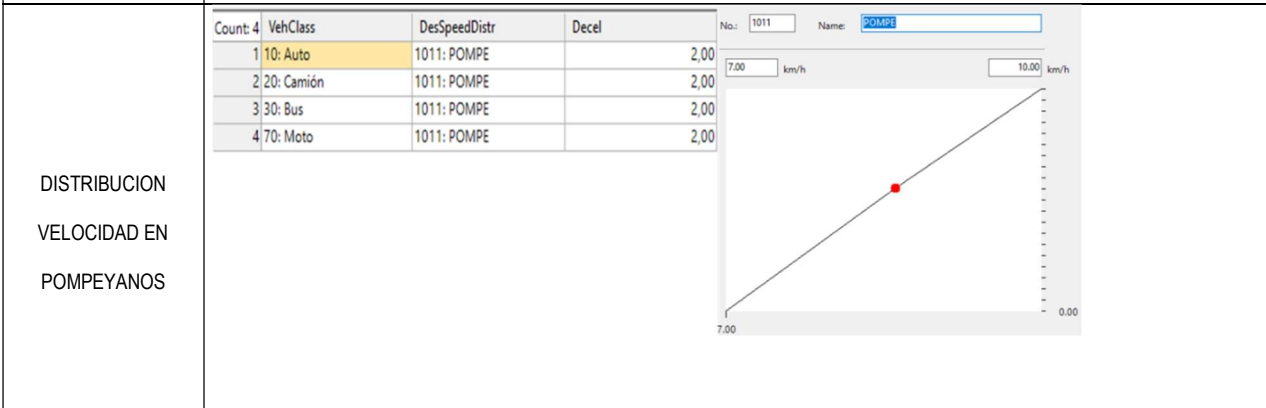 DISTRIBUCION
VELOCIDAD EN
POMPEYANOS
Count: 4 VehClass DesSpeedDistr Decel
1 10: Auto 1011: POMPE 2,00
2 20: Camión 1011: POMPE 2,00
3 30: Bus 1011: POMPE 2,00
4 70: Moto 1011: POMPE 2,00
No.: 1011 Name: POMPE
7.00 km/h 10.00 km/h
0.00
7.00